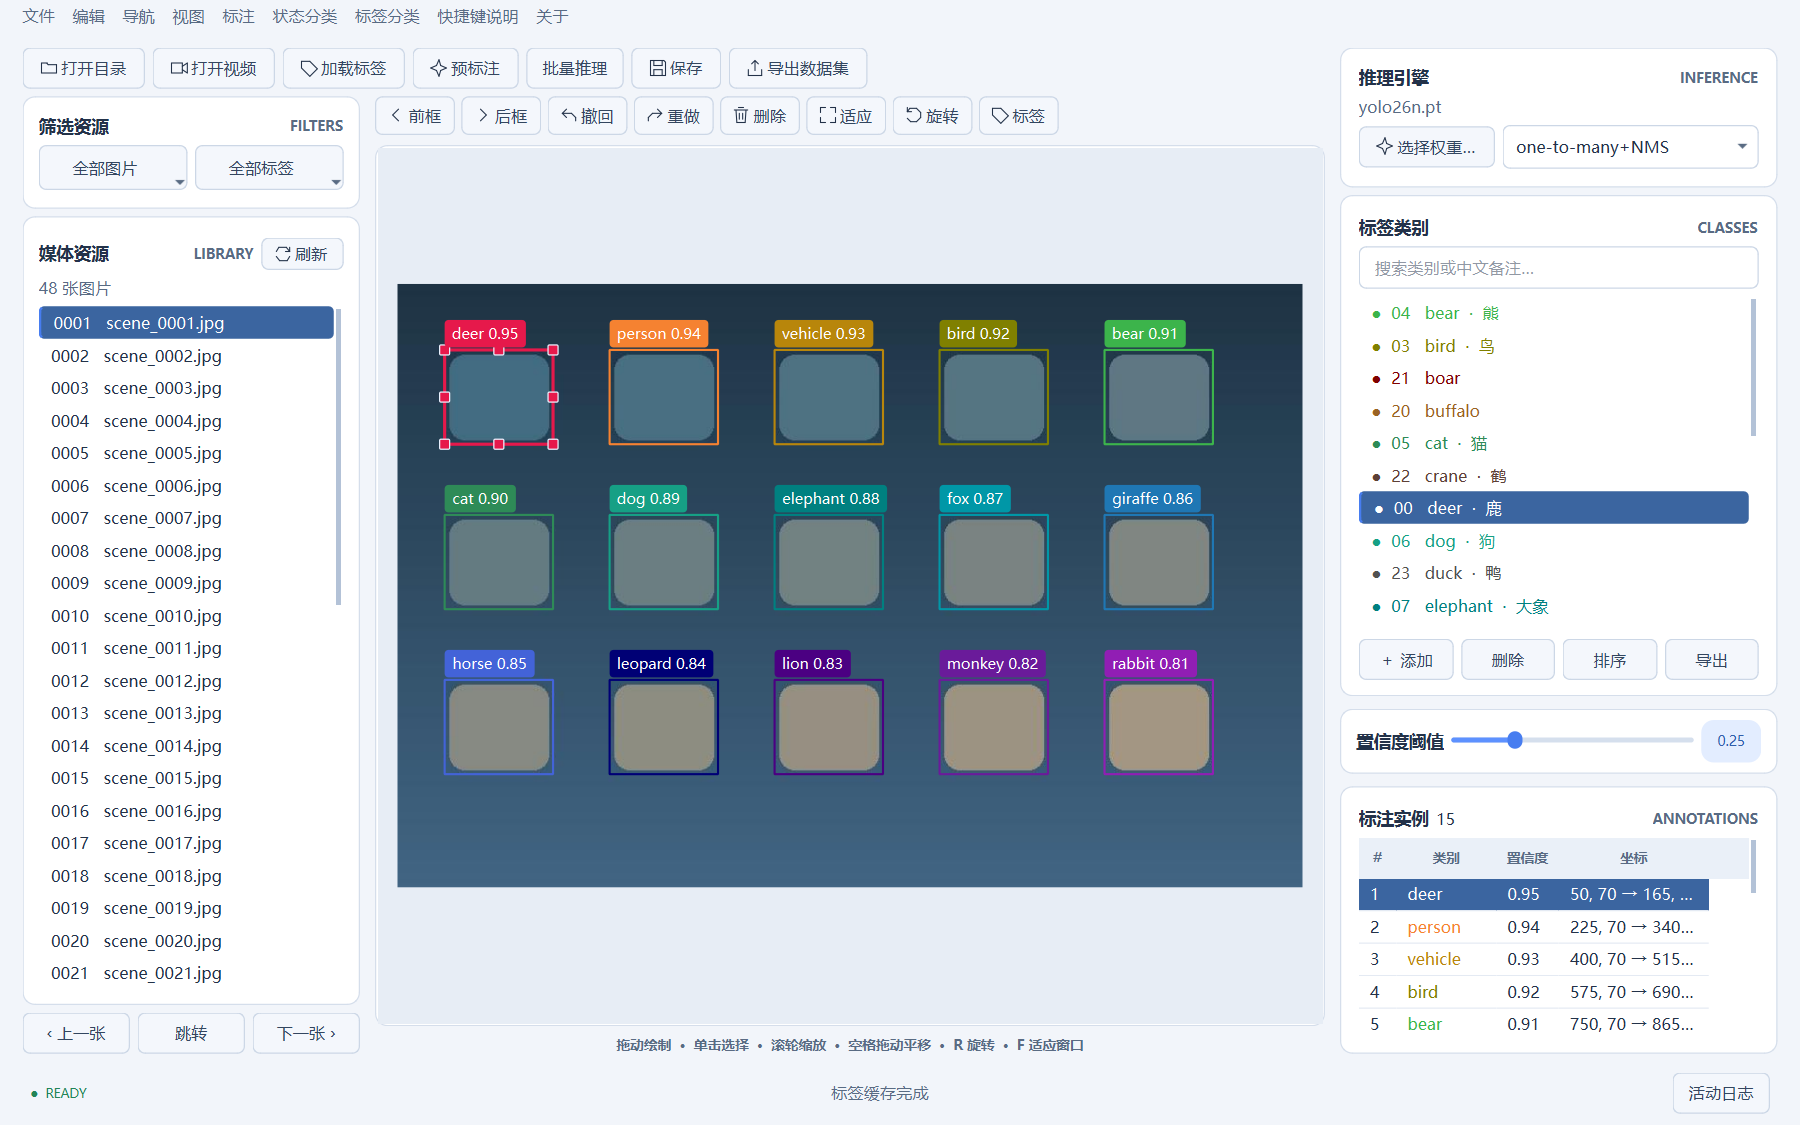 文件 编辑 导航 视图 标注 状态分类 标签分类 快捷键说明 关于
打开目录 打开视频 加载标签 预标注 批量推理 保存 导出数据集
筛选资源 FILTERS
全部图片 全部标签
媒体资源 LIBRARY 刷新
48 张图片
0001 scene_0001.jpg
0002 scene_0002.jpg
0003 scene_0003.jpg
0004 scene_0004.jpg
0005 scene_0005.jpg
0006 scene_0006.jpg
0007 scene_0007.jpg
0008 scene_0008.jpg
0009 scene_0009.jpg
0010 scene_0010.jpg
0011 scene_0011.jpg
0012 scene_0012.jpg
0013 scene_0013.jpg
0014 scene_0014.jpg
0015 scene_0015.jpg
0016 scene_0016.jpg
0017 scene_0017.jpg
0018 scene_0018.jpg
0019 scene_0019.jpg
0020 scene_0020.jpg
0021 scene_0021.jpg
‹ 上一张 跳转 下一张 ›
前框 后框 撤回 重做 删除 适应 旋转 标签
deer 0.95 person 0.94 vehicle 0.93 bird 0.92 bear 0.91
cat 0.90 dog 0.89 elephant 0.88 fox 0.87 giraffe 0.86
horse 0.85 leopard 0.84 lion 0.83 monkey 0.82 rabbit 0.81
拖动绘制 • 单击选择 • 滚轮缩放 • 空格拖动平移 • R 旋转 • F 适应窗口
推理引擎 INFERENCE
yolo26n.pt
选择权重... one-to-many+NMS
标签类别 CLASSES
搜索类别或中文备注...
• 04 bear · 熊
• 03 bird · 鸟
• 21 boar
• 20 buffalo
• 05 cat · 猫
• 22 crane · 鹤
• 00 deer · 鹿
• 06 dog · 狗
• 23 duck · 鸭
• 07 elephant · 大象
+ 添加 删除 排序 导出
置信度阈值 0.25
标注实例 15 ANNOTATIONS
# 类别 置信度 坐标
1 deer 0.95 50, 70 → 165, ...
2 person 0.94 225, 70 → 340...
3 vehicle 0.93 400, 70 → 515...
4 bird 0.92 575, 70 → 690...
5 bear 0.91 750, 70 → 865...
• READY 标签缓存完成 活动日志